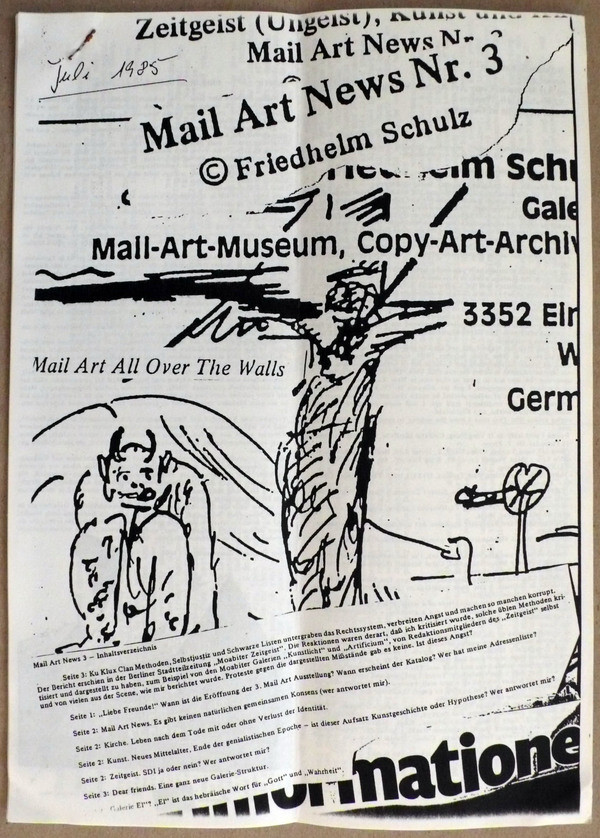 Zeitgeist (Ungeist), Kunst und
Juli 1985
Mail Art News Nr. 3
Mail Art News Nr. 3
© Friedhelm Schulz
Friedhelm Schu
Gale
Mail-Art-Museum, Copy-Art-Archiv
3352 Ein
W
Germ
Mail Art All Over The Walls
Mail Art News 3 – Inhaltsverzeichnis
Seite 3: Ku Klux Clan Methoden, Selbstjustiz und Schwarze Listen untergraben das Rechtssystem, verbreiten Angst und machen so manchen korrupt.
Der Bericht erschien in der Berliner Stadtteilzeitung „Moabiter Zeitgeist". Die Reaktionen waren derart, daß ich kritisiert wurde, solche üblen Methoden kri-
tisiert und dargestellt zu haben, zum Beispiel von den Moabiter Galerien „Kunstlicht" und „Artificium", von Redaktionsmitgliedern des „Zeitgeist" selbst
und von vielen aus der Scene, wie mir berichtet wurde. Proteste gegen die dargestellten Mißstände gab es keine. Ist dieses Angst?
Seite 1: „Liebe Freunde!" Wann ist die Eröffnung der 3. Mail Art Ausstellung? Wann erscheint der Katalog? Wer hat meine Adressenliste?
Seite 2: Mail Art News. Es gibt keinen natürlichen gemeinsamen Konsens (wer antwortet mir).
Seite 2: Kirche. Leben nach dem Tode mit oder ohne Verlust der Identität.
Seite 2: Kunst. Neues Mittelalter, Ende der genialistischen Epoche – ist dieser Aufsatz Kunstgeschichte oder Hypothese? Wer antwortet mir?
Seite 2: Zeitgeist. SDI ja oder nein? Wer antwortet mir?
Seite 3: Dear friends. Eine ganz neue Galerie-Struktur.
„Galerie El"? „El" ist das hebräische Wort für „Gott" und „Wahrheit".
Informatione